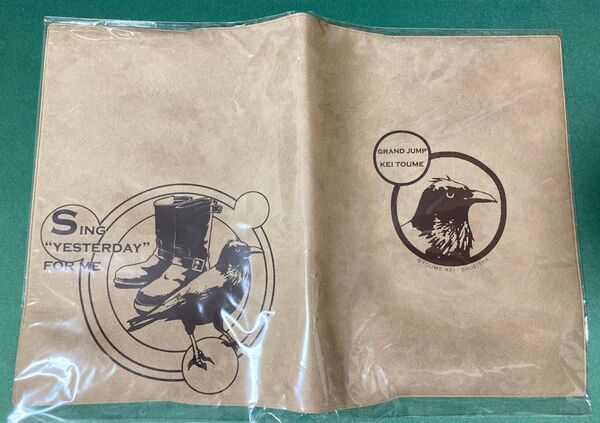 SING
"YESTERDAY"
FOR ME
GRAND JUMP
KEI TOUME
©TOUME KEI / SHUEISHA